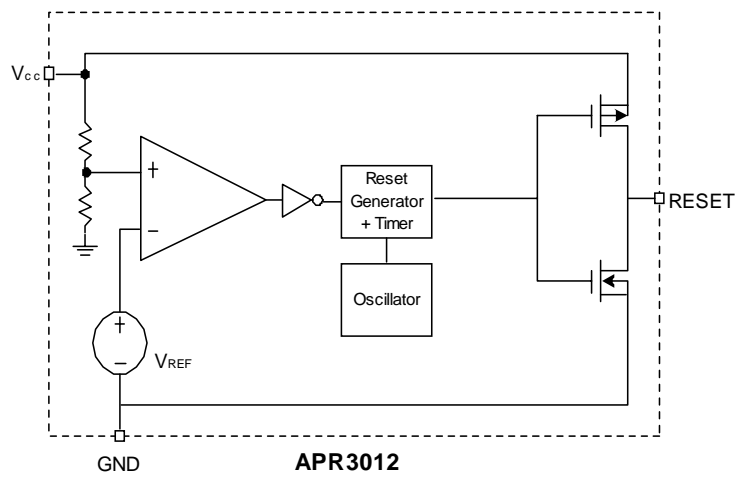 Vcc
+
−
Reset
Generator
+ Timer
RESET
Oscillator
+
−
VREF
GND
APR3012